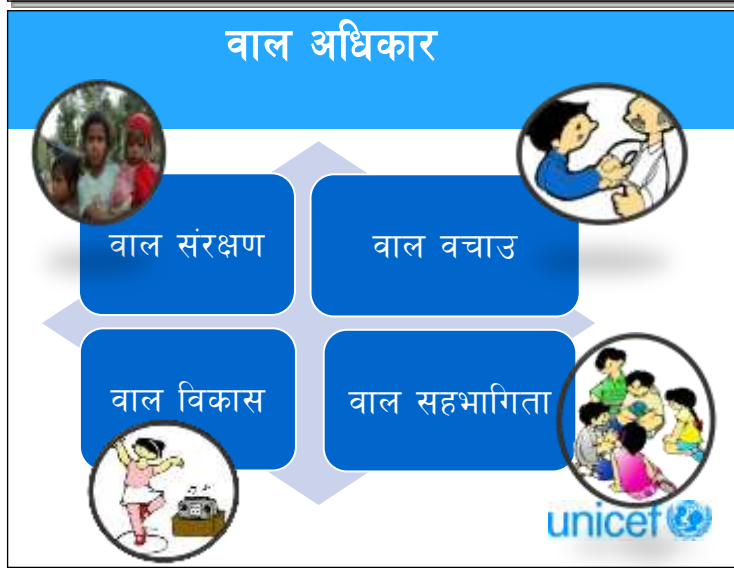 वाल अधिकार
वाल संरक्षण
वाल वचाउ
वाल विकास
वाल सहभागिता
unicef